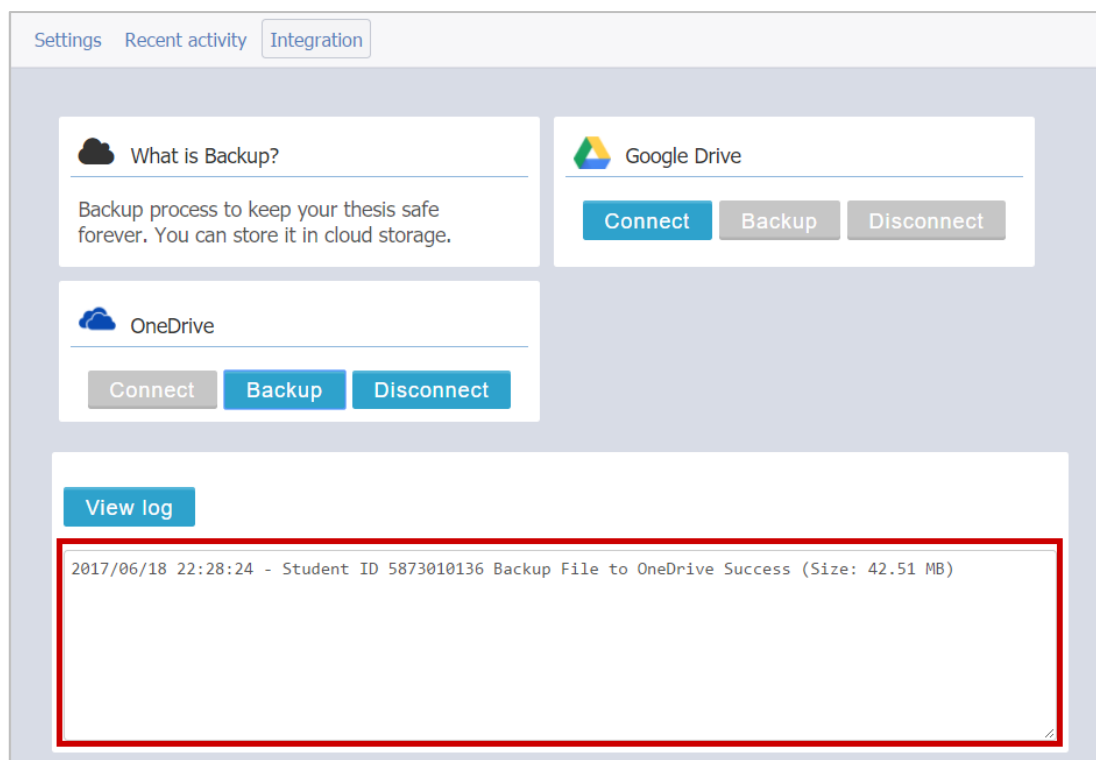 Settings Recent activity Integration
What is Backup?
Backup process to keep your thesis safe
forever. You can store it in cloud storage.
Google Drive
Connect Backup Disconnect
OneDrive
Connect Backup Disconnect
View log
2017/06/18 22:28:24 - Student ID 5873010136 Backup File to OneDrive Success (Size: 42.51 MB)